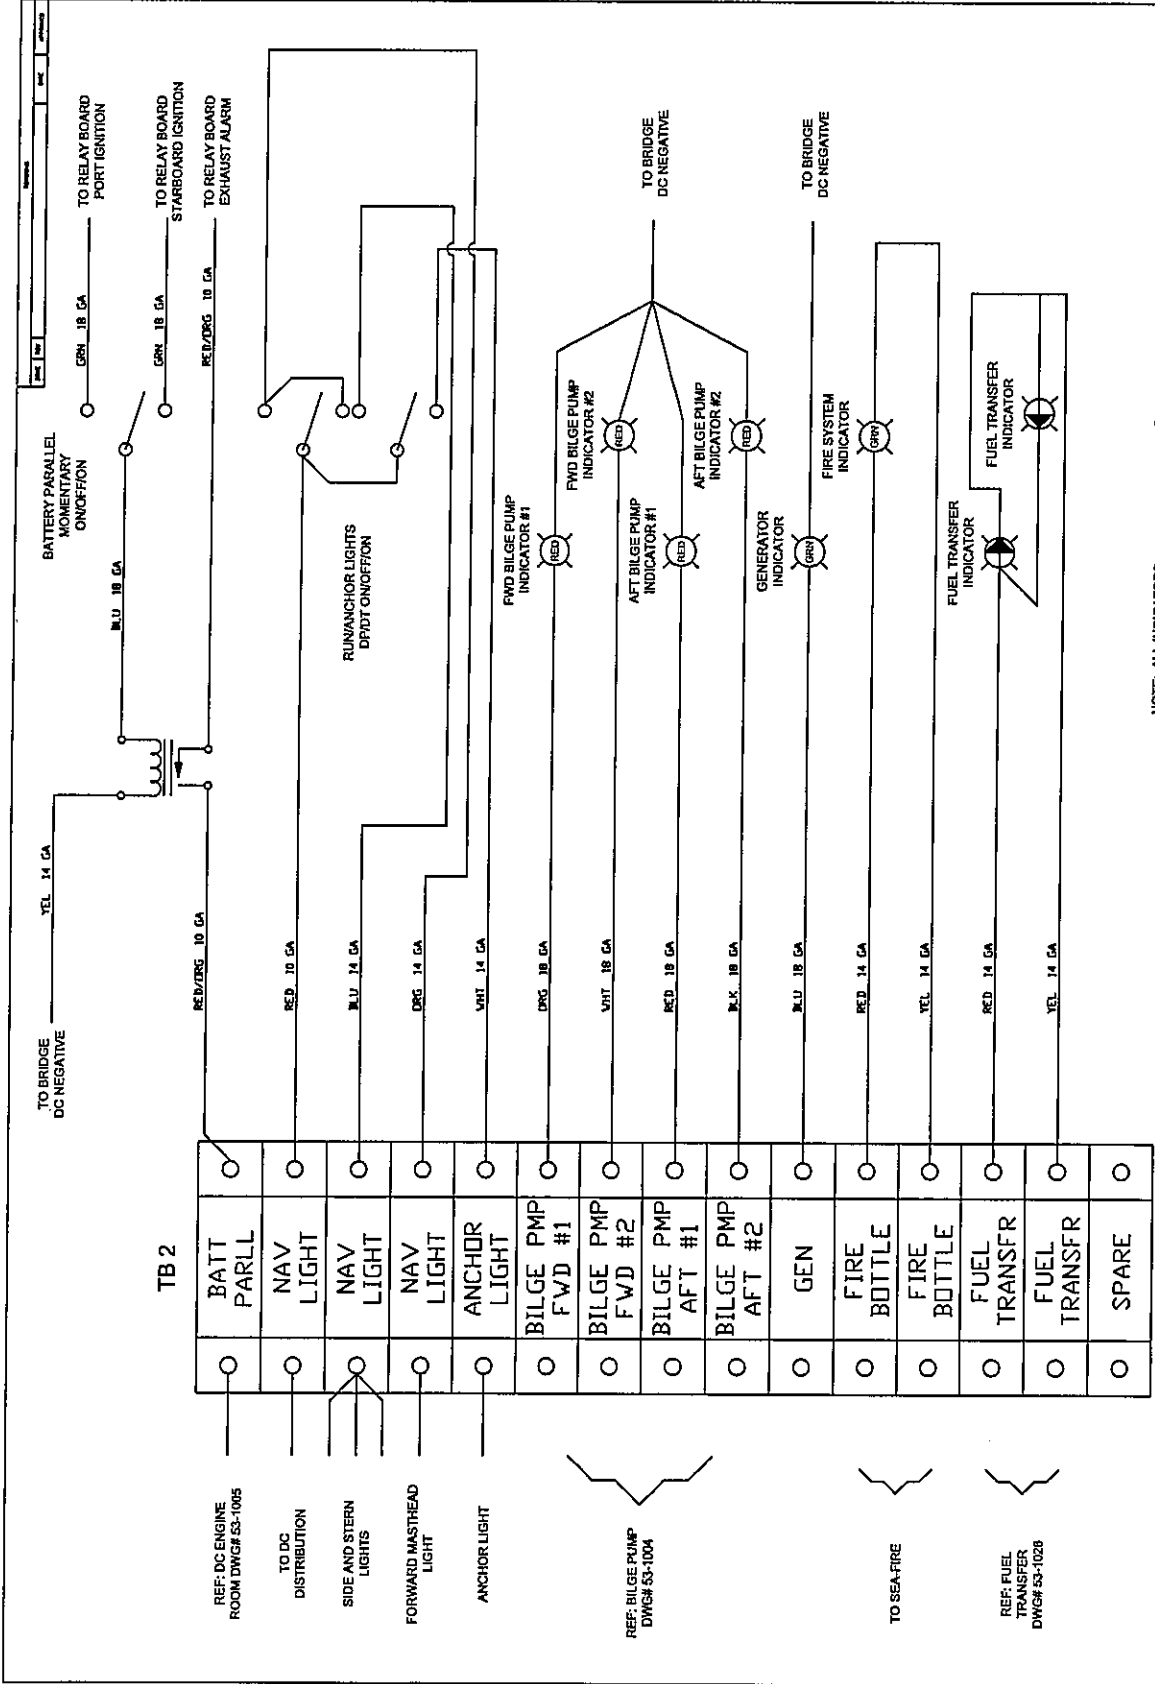 TO BRIDGE
DC NEGATIVE
YEL 14 GA
BATTERY PARALLEL
MOMENTARY
ON/OFF/ON
BLU 18 GA
GRN 18 GA
TO RELAY BOARD
PORT IGNITION
GRN 18 GA
TO RELAY BOARD
STARBOARD IGNITION
RED/ORG 10 GA
TO RELAY BOARD
EXHAUST ALARM
TB2
REF: DC ENGINE
ROOM DWG# 53-1005
BATT
PARLL
RED/ORG 10 GA
TO DC
DISTRIBUTION
NAV
LIGHT
RED 10 GA
RUN/ANCHOR LIGHTS
DP/DT ON/OFF/ON
SIDE AND STERN
LIGHTS
NAV
LIGHT
BLU 14 GA
FORWARD MASTHEAD
LIGHT
NAV
LIGHT
ORG 14 GA
ANCHOR LIGHT
ANCHOR
LIGHT
WHT 14 GA
REF: BILGE PUMP
DWG# 53-1004
BILGE PMP
FWD #1
ORG 18 GA
FWD BILGE PUMP
INDICATOR #1
RED
BILGE PMP
FWD #2
WHT 18 GA
FWD BILGE PUMP
INDICATOR #2
RED
BILGE PMP
AFT #1
RED 18 GA
AFT BILGE PUMP
INDICATOR #1
RED
BILGE PMP
AFT #2
BLK 18 GA
AFT BILGE PUMP
INDICATOR #2
RED
TO BRIDGE
DC NEGATIVE
GEN
BLU 18 GA
GENERATOR
INDICATOR
GRN
TO BRIDGE
DC NEGATIVE
TO SEA-FIRE
FIRE
BOTTLE
RED 14 GA
FIRE SYSTEM
INDICATOR
GRN
FIRE
BOTTLE
YEL 14 GA
REF: FUEL
TRANSFER
DWG# 53-1028
FUEL
TRANSFR
RED 14 GA
FUEL TRANSFER
INDICATOR
FUEL
TRANSFR
YEL 14 GA
FUEL TRANSFER
INDICATOR
SPARE